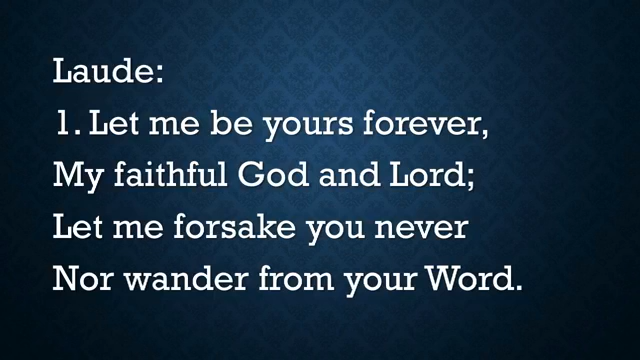 Laude:
1. Let me be yours forever,
My faithful God and Lord;
Let me forsake you never
Nor wander from your Word.